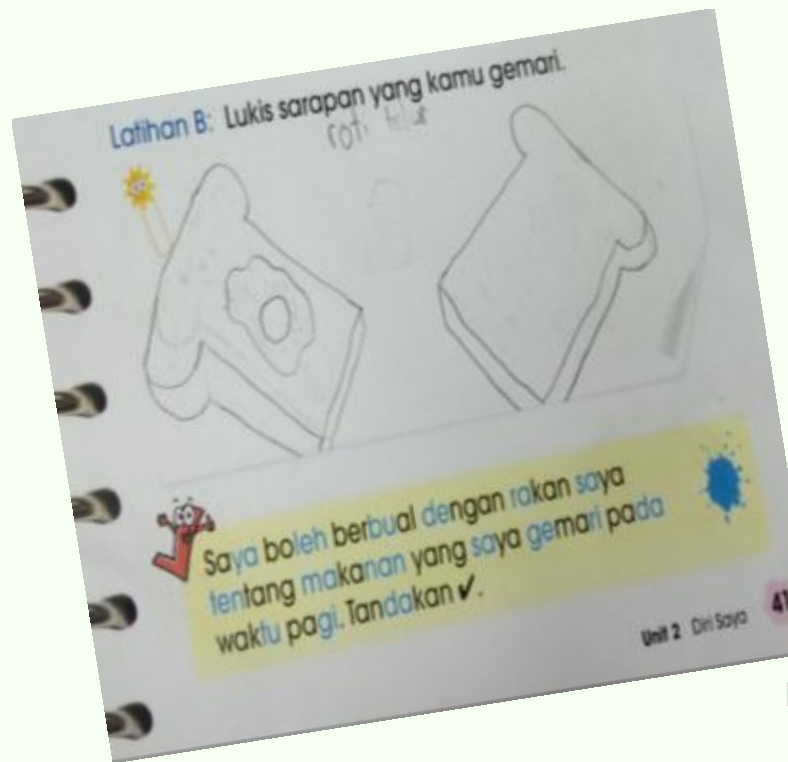 Latihan B: Lukis sarapan yang kamu gemari.
roti telur
Saya boleh berbual dengan rakan saya
tentang makanan yang saya gemari pada
waktu pagi. Tandakan ✔.
Unit 2 Diri Saya 41